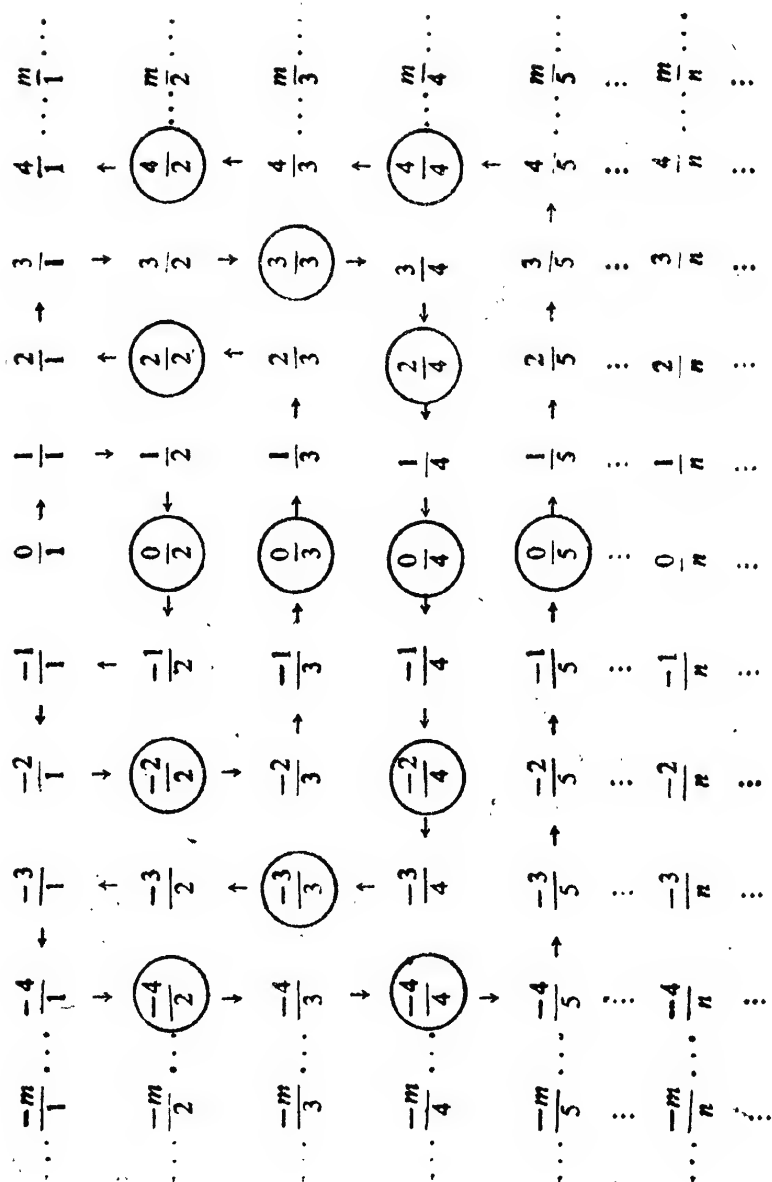 ... -m/1 ... -4/1 ← -3/1 -2/1 ← -1/1 0/1 → 1/1 2/1 → 3/1 4/1 ... m/1 ...
↓ ↑ ↓ ↑ ↓ ↑ ↓ ↑
... -m/2 ... -4/2 -3/2 -2/2 -1/2 ← 0/2 ← 1/2 2/2 3/2 4/2 ... m/2 ...
↓ ↑ ↓ ↑ ↓ ↑
... -m/3 ... -4/3 -3/3 -2/3 → -1/3 → 0/3 → 1/3 → 2/3 3/3 4/3 ... m/3 ...
↓ ↑ ↓ ↑
... -m/4 ... -4/4 -3/4 ← -2/4 ← -1/4 ← 0/4 ← 1/4 ← 2/4 ← 3/4 4/4 ... m/4 ...
↓ ↑
... -m/5 ... -4/5 → -3/5 → -2/5 → -1/5 → 0/5 → 1/5 → 2/5 → 3/5 → 4/5 ... m/5 ...
... ... ... ... ... ... ... ... ... ... ...
... -m/n ... -4/n -3/n -2/n -1/n 0/n 1/n 2/n 3/n 4/n ... m/n ...
... ... ... ... ... ... ... ... ... ... ...